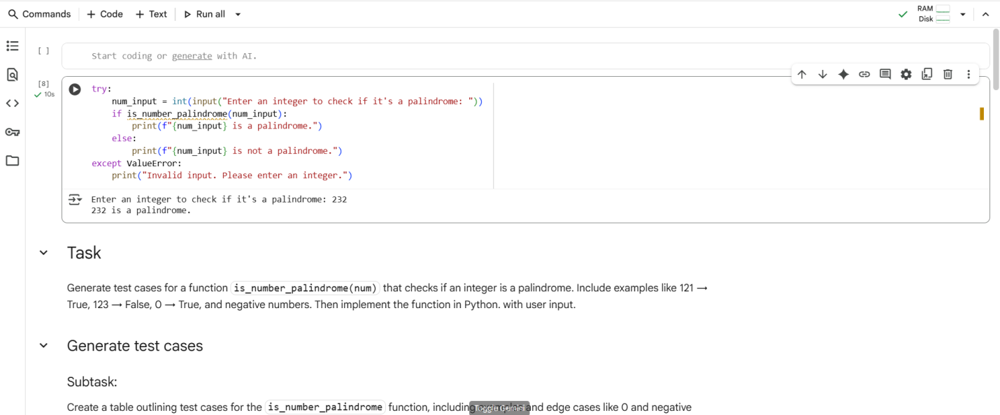 Commands + Code + Text Run all
RAM
Disk
[ ] Start coding or generate with AI.
[8]
10s
try:
    num_input = int(input("Enter an integer to check if it's a palindrome: "))
    if is_number_palindrome(num_input):
        print(f"{num_input} is a palindrome.")
    else:
        print(f"{num_input} is not a palindrome.")
except ValueError:
    print("Invalid input. Please enter an integer.")
Enter an integer to check if it's a palindrome: 232
232 is a palindrome.
Task
Generate test cases for a function is_number_palindrome(num) that checks if an integer is a palindrome. Include examples like 121 →
True, 123 → False, 0 → True, and negative numbers. Then implement the function in Python. with user input.
Generate test cases
Subtask:
Create a table outlining test cases for the is_number_palindrome function, including and edge cases like 0 and negative
Toggle Gemini